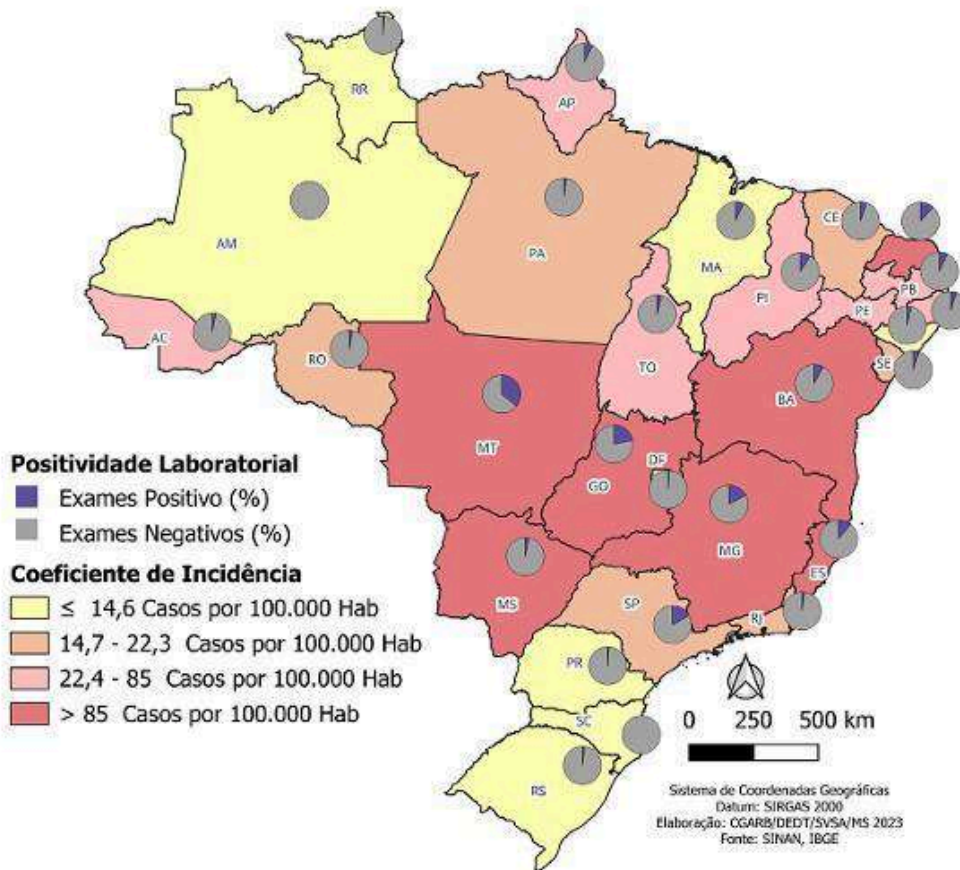 RR
AP
AM
PA
CE
MA
PI
PB
PE
AC
RO
TO
SE
BA
MT
DF
GO
MG
ES
MS
SP
RJ
PR
SC
RS
Positividade Laboratorial
Exames Positivo (%)
Exames Negativos (%)
Coeficiente de Incidência
≤ 14,6 Casos por 100.000 Hab
14,7 - 22,3 Casos por 100.000 Hab
22,4 - 85 Casos por 100.000 Hab
> 85 Casos por 100.000 Hab
0 250 500 km
Sistema de Coordenadas Geográficas
Datum: SIRGAS 2000
Elaboração: CGARB/DEDT/SVSA/MS 2023
Fonte: SINAN, IBGE